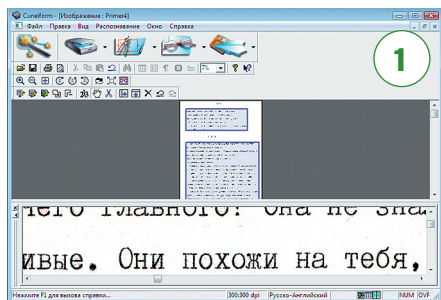 Cuneiform - [Изображение : Primer4]
Файл Правка Вид Распознавание Окно Справка
1
7%
чего главного: Она не зна
ивые. Они похожи на тебя,
Нажмите F1 для вызова справки...
300:300 dpi
Русско-Английский
NUM
OVF